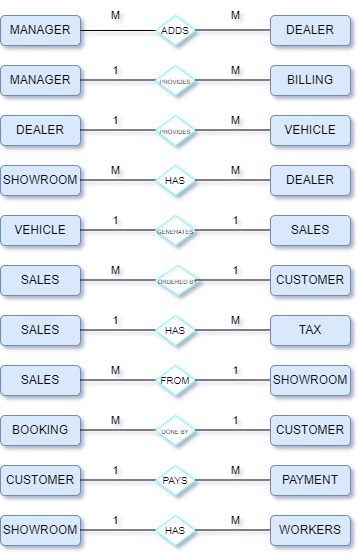 M M
MANAGER ADDS DEALER
1 M
MANAGER PROVIDES BILLING
1 M
DEALER PROVIDES VEHICLE
M M
SHOWROOM HAS DEALER
1 1
VEHICLE GENERATES SALES
M 1
SALES ORDERED BY CUSTOMER
1 M
SALES HAS TAX
M 1
SALES FROM SHOWROOM
M 1
BOOKING DONE BY CUSTOMER
1 M
CUSTOMER PAYS PAYMENT
1 M
SHOWROOM HAS WORKERS